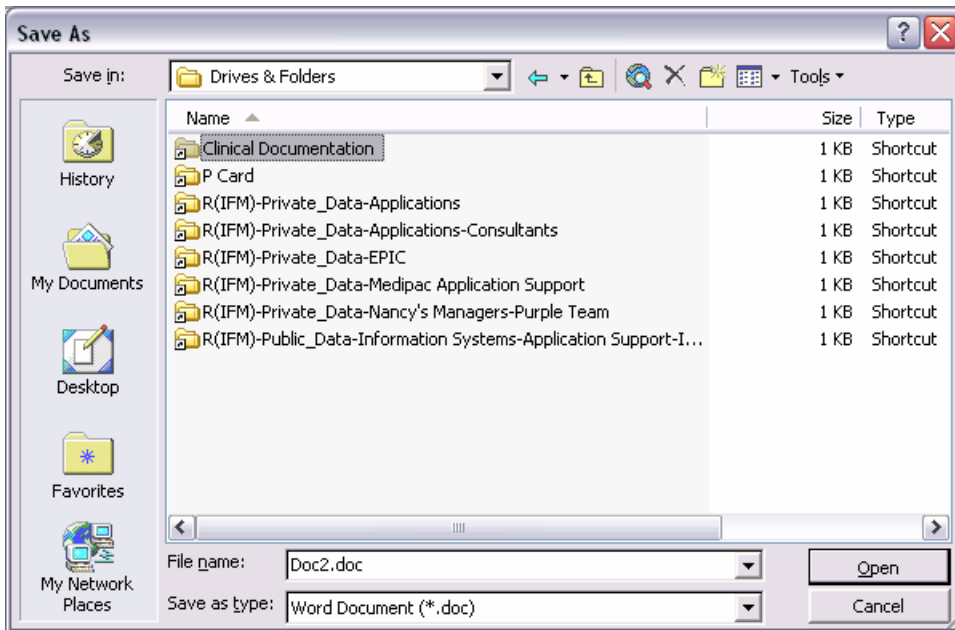 Save As
Save in:
Drives & Folders
Tools
Name
Size
Type
Clinical Documentation 1 KB Shortcut
P Card 1 KB Shortcut
R(IFM)-Private_Data-Applications 1 KB Shortcut
R(IFM)-Private_Data-Applications-Consultants 1 KB Shortcut
R(IFM)-Private_Data-EPIC 1 KB Shortcut
R(IFM)-Private_Data-Medipac Application Support 1 KB Shortcut
R(IFM)-Private_Data-Nancy's Managers-Purple Team 1 KB Shortcut
R(IFM)-Public_Data-Information Systems-Application Support-I... 1 KB Shortcut
History
My Documents
Desktop
Favorites
My Network
Places
File name:
Doc2.doc
Open
Save as type:
Word Document (*.doc)
Cancel